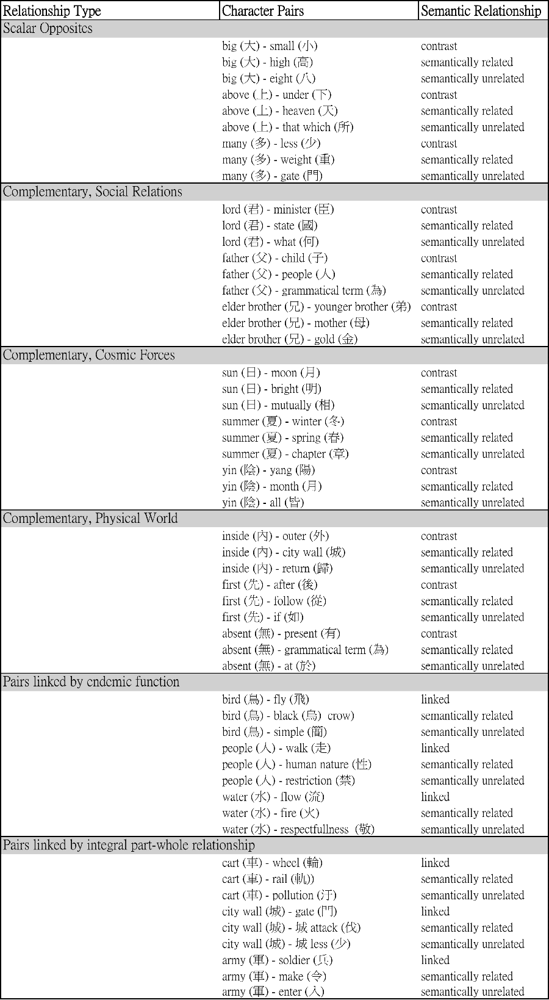 Relationship Type Character Pairs Semantic Relationship
Scalar Opposites
big (大) - small (小) contrast
big (大) - high (高) semantically related
big (大) - eight (八) semantically unrelated
above (上) - under (下) contrast
above (上) - heaven (天) semantically related
above (上) - that which (所) semantically unrelated
many (多) - less (少) contrast
many (多) - weight (重) semantically related
many (多) - gate (門) semantically unrelated
Complementary, Social Relations
lord (君) - minister (臣) contrast
lord (君) - state (國) semantically related
lord (君) - what (何) semantically unrelated
father (父) - child (子) contrast
father (父) - people (人) semantically related
father (父) - grammatical term (為) semantically unrelated
elder brother (兄) - younger brother (弟) contrast
elder brother (兄) - mother (母) semantically related
elder brother (兄) - gold (金) semantically unrelated
Complementary, Cosmic Forces
sun (日) - moon (月) contrast
sun (日) - bright (明) semantically related
sun (日) - mutually (相) semantically unrelated
summer (夏) - winter (冬) contrast
summer (夏) - spring (春) semantically related
summer (夏) - chapter (章) semantically unrelated
yin (陰) - yang (陽) contrast
yin (陰) - month (月) semantically related
yin (陰) - all (皆) semantically unrelated
Complementary, Physical World
inside (內) - outer (外) contrast
inside (內) - city wall (城) semantically related
inside (內) - return (歸) semantically unrelated
first (先) - after (後) contrast
first (先) - follow (從) semantically related
first (先) - if (如) semantically unrelated
absent (無) - present (有) contrast
absent (無) - grammatical term (為) semantically related
absent (無) - at (於) semantically unrelated
Pairs linked by endemic function
bird (鳥) - fly (飛) linked
bird (鳥) - black (烏) crow) semantically related
bird (鳥) - simple (簡) semantically unrelated
people (人) - walk (走) linked
people (人) - human nature (性) semantically related
people (人) - restriction (禁) semantically unrelated
water (水) - flow (流) linked
water (水) - fire (火) semantically related
water (水) - respectfullness (敬) semantically unrelated
Pairs linked by integral part-whole relationship
cart (車) - wheel (輪) linked
cart (車) - rail (軌)) semantically related
cart (車) - pollution (汙) semantically unrelated
city wall (城) - gate (門) linked
city wall (城) - 城 attack (伐) semantically related
city wall (城) - 城 less (少) semantically unrelated
army (軍) - soldier (兵) linked
army (軍) - make (令) semantically related
army (軍) - enter (入) semantically unrelated